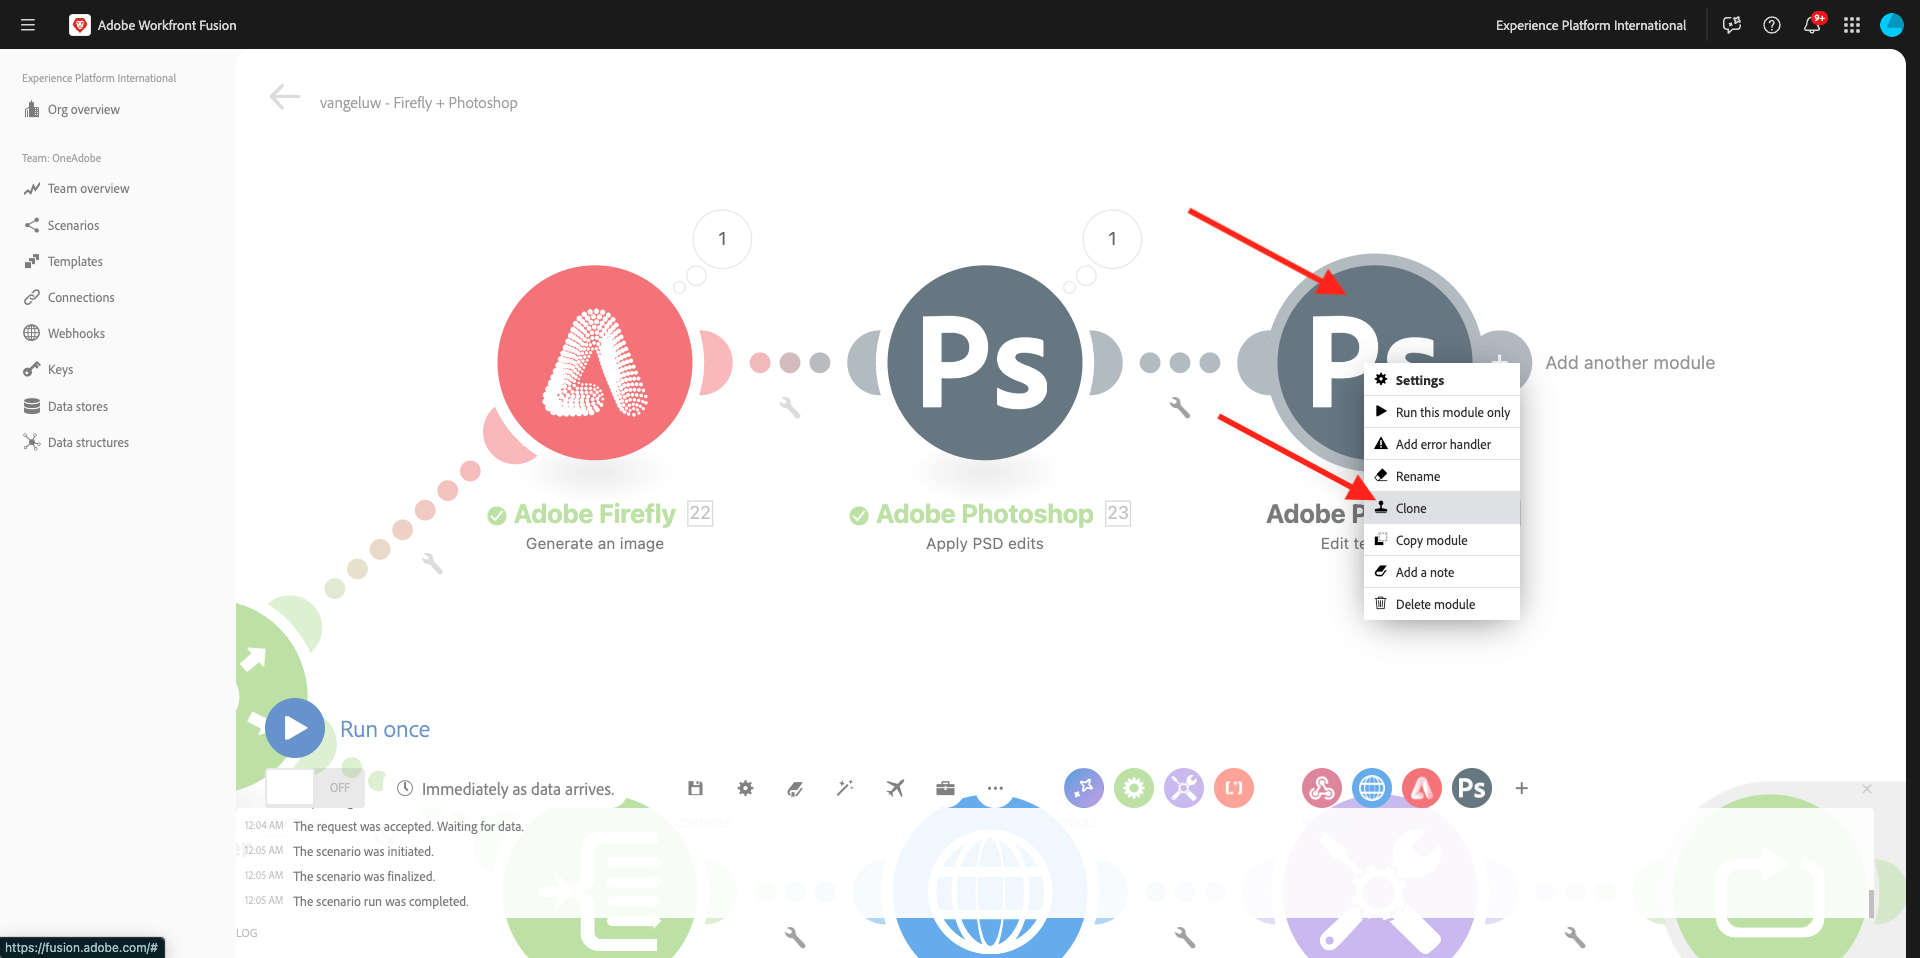 Adobe Workfront Fusion
Experience Platform International
9+
Experience Platform International
Org overview
Team: OneAdobe
Team overview
Scenarios
Templates
Connections
Webhooks
Keys
Data stores
Data structures
vangeluw - Firefly + Photoshop
1
1
Ps
Ps
Add another module
Settings
Run this module only
Add error handler
Rename
Clone
Copy module
Add a note
Delete module
Adobe Firefly 22
Generate an image
Adobe Photoshop 23
Apply PSD edits
Adobe P
Edit te
Run once
OFF
Immediately as data arrives.
Ps
CONTROLS
TOOLS
12:04 AM The request was accepted. Waiting for data.
12:05 AM The scenario was initiated.
12:05 AM The scenario was finalized.
12:05 AM The scenario run was completed.
LOG
https://fusion.adobe.com/#